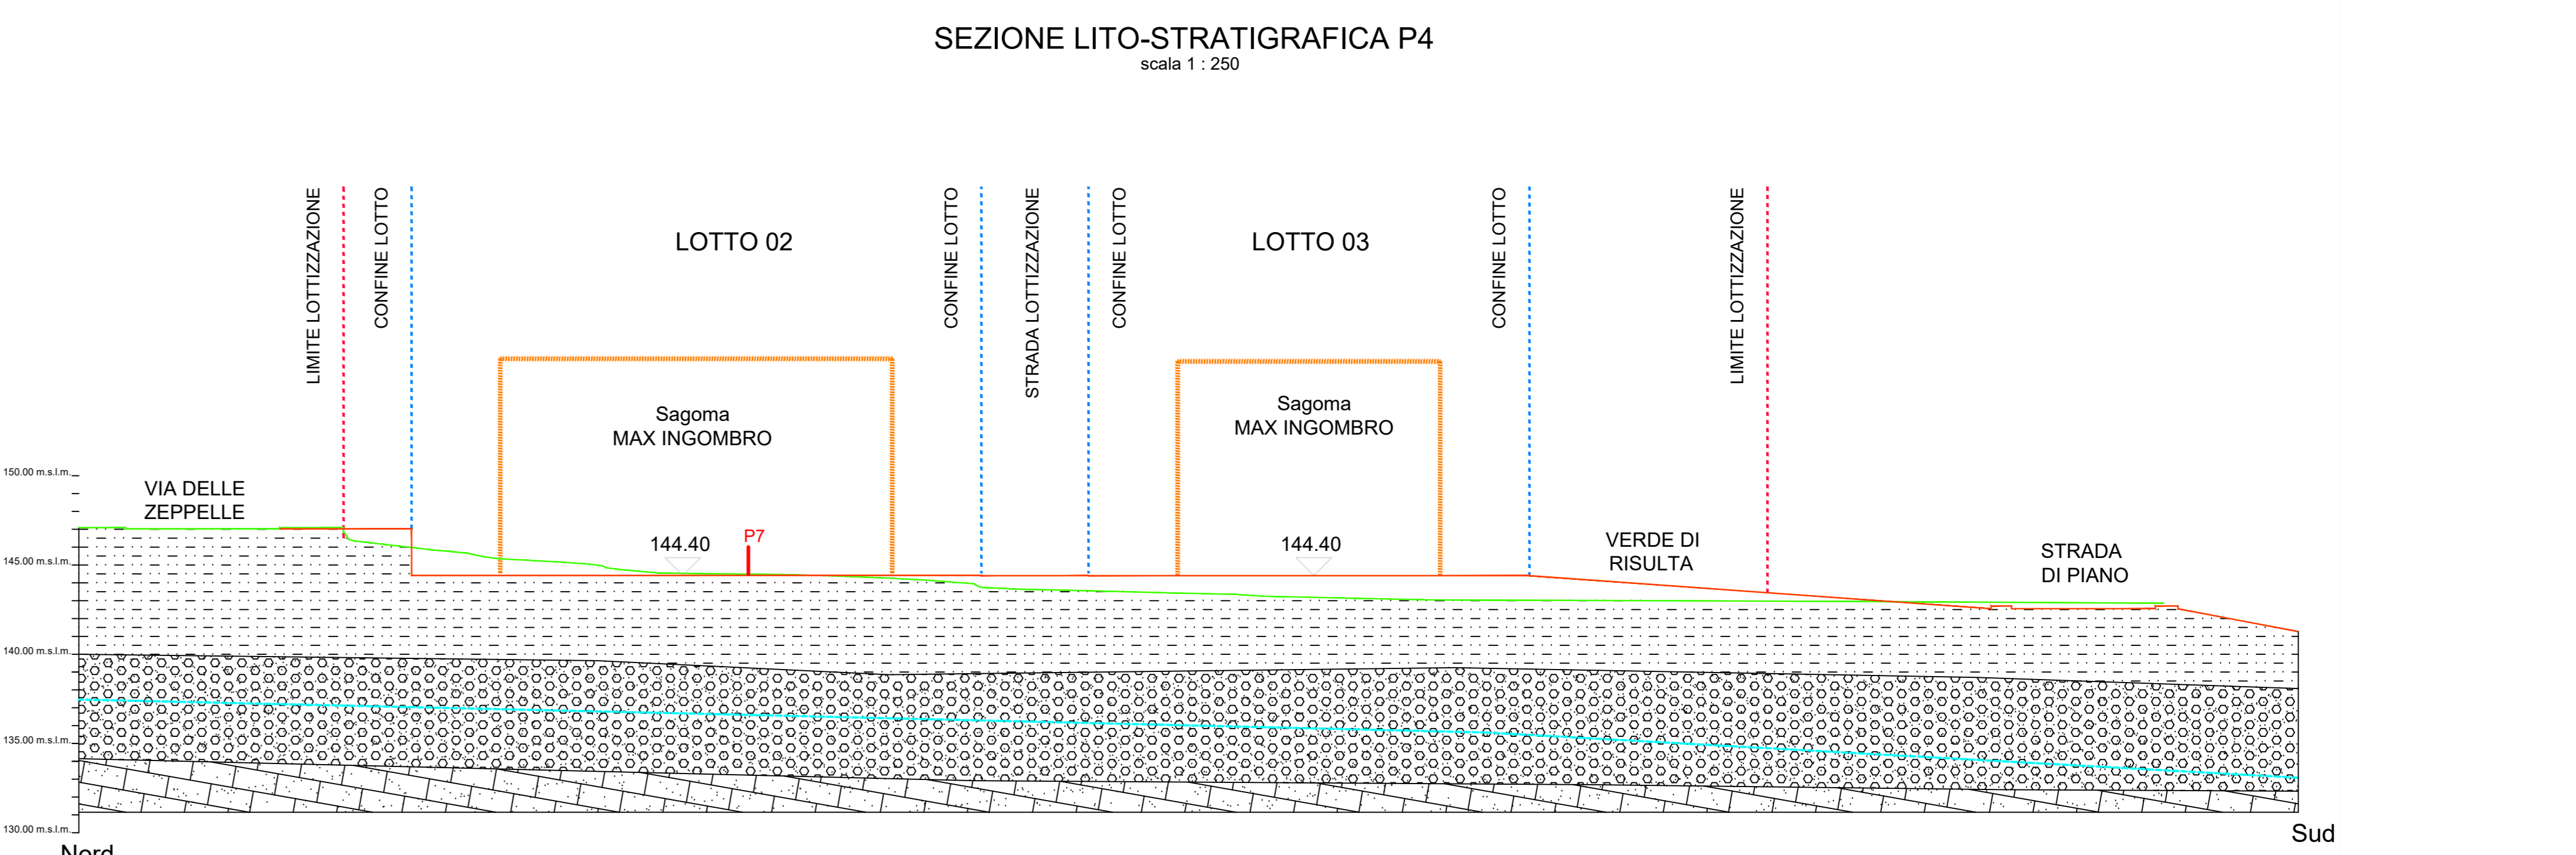 SEZIONE LITO-STRATIGRAFICA P4
scala 1 : 250
LIMITE LOTTIZZAZIONE
CONFINE LOTTO
LOTTO 02
CONFINE LOTTO
STRADA LOTTIZZAZIONE
CONFINE LOTTO
LOTTO 03
CONFINE LOTTO
LIMITE LOTTIZZAZIONE
Sagoma
MAX INGOMBRO
Sagoma
MAX INGOMBRO
150.00 m.s.l.m.
VIA DELLE
ZEPPELLE
144.40
P7
144.40
VERDE DI
RISULTA
STRADA
DI PIANO
145.00 m.s.l.m.
140.00 m.s.l.m.
135.00 m.s.l.m.
130.00 m.s.l.m.
Nord
Sud